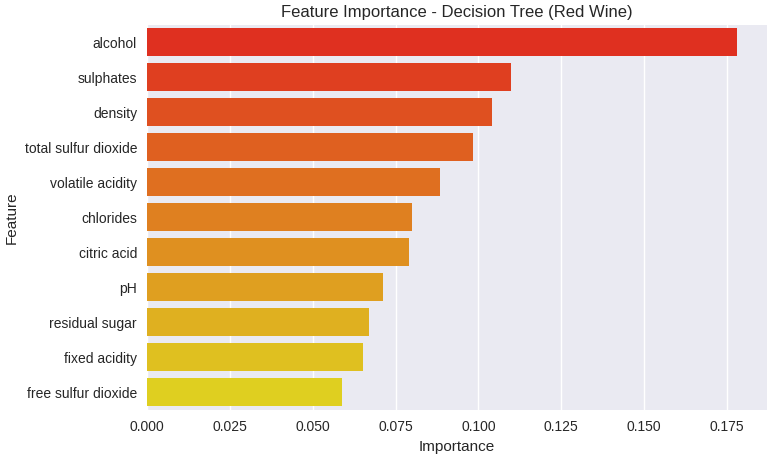 Feature Importance - Decision Tree (Red Wine)
alcohol
sulphates
density
total sulfur dioxide
volatile acidity
chlorides
citric acid
pH
residual sugar
fixed acidity
free sulfur dioxide
Feature
0.000 0.025 0.050 0.075 0.100 0.125 0.150 0.175
Importance